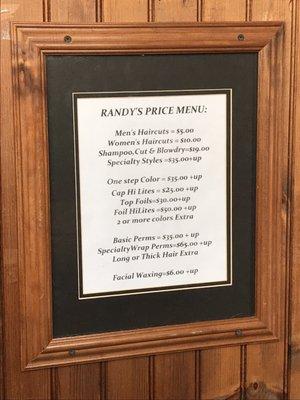 RANDY'S PRICE MENU:
Men's Haircuts = $5.00
Women's Haircuts = $10.00
Shampoo,Cut & Blowdry=$19.00
Specialty Styles =$35.00+up
One step Color = $35.00 +up
Cap Hi Lites = $25.00 +up
Top Foils=$30.00+up
Foil HiLites=$50.00 +up
2 or more colors Extra
Basic Perms = $35.00 + up
SpecialtyWrap Perms=$65.00 +up
Long or Thick Hair Extra
Facial Waxing=$6.00 +up